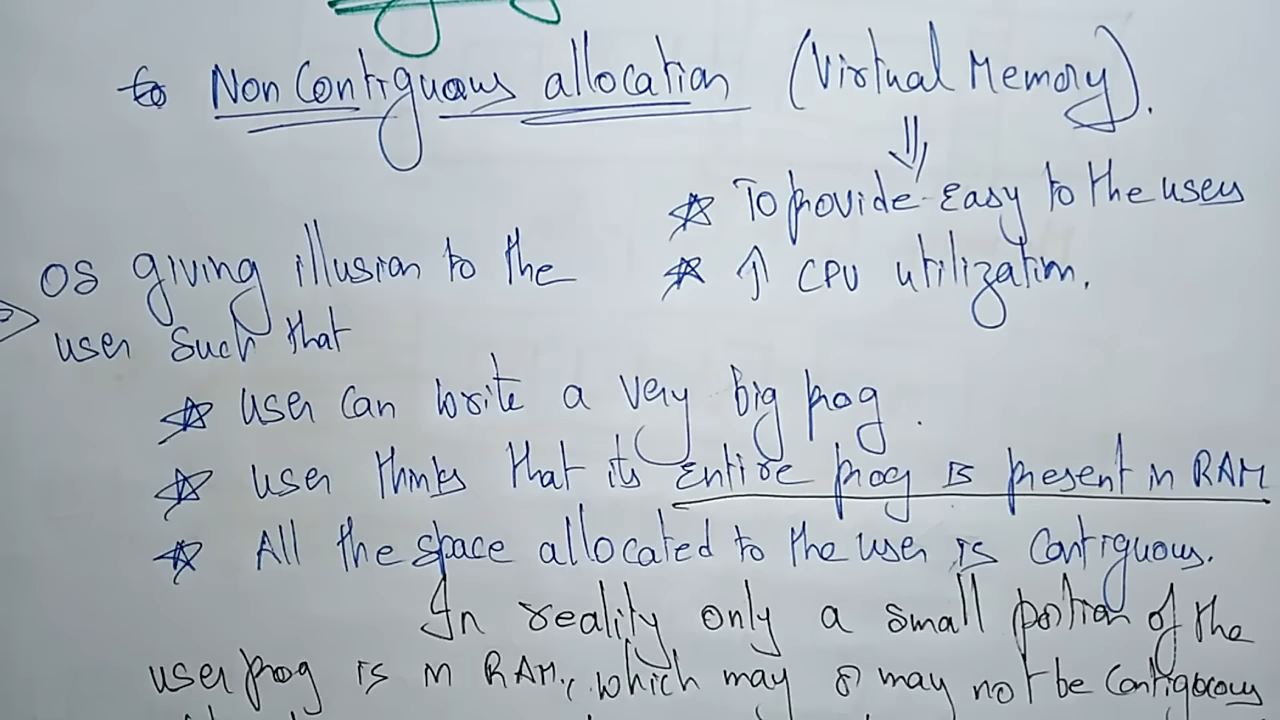 Non Contiguous allocation (Virtual Memory).
⇓
☆ To provide easy to the users
☆ ↑ CPU utilization.
OS giving illusion to the
user such that
☆ user can write a very big prog.
☆ user thinks that its entire prog is present in RAM
☆ All the space allocated to the user is Contiguous.
In reality only a small portion of the
user prog is in RAM, which may or may not be Contiguous